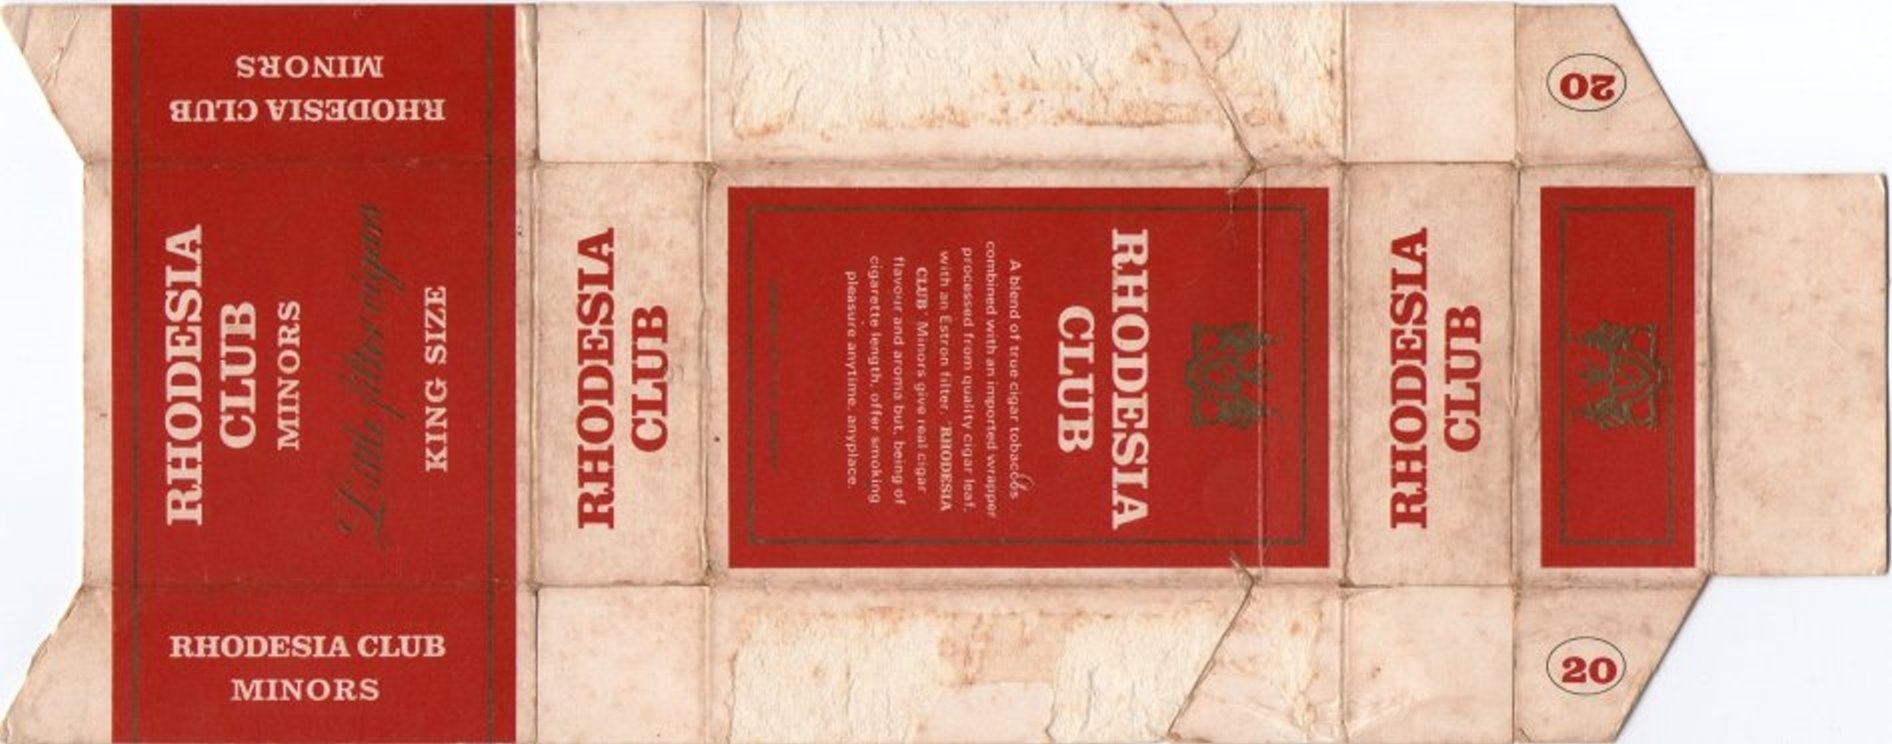 RHODESIA CLUB
MINORS
RHODESIA
CLUB
MINORS
Little filter cigars
KING SIZE
RHODESIA CLUB
MINORS
RHODESIA
CLUB
RHODESIA
CLUB
A blend of true cigar tobaccos
combined with an imported wrapper
processed from quality cigar leaf,
with an Estron filter. 'RHODESIA
CLUB' Minors give real cigar
flavour and aroma but, being of
cigarette length, offer smoking
pleasure anytime, anyplace.
RHODESIA
CLUB
20
20